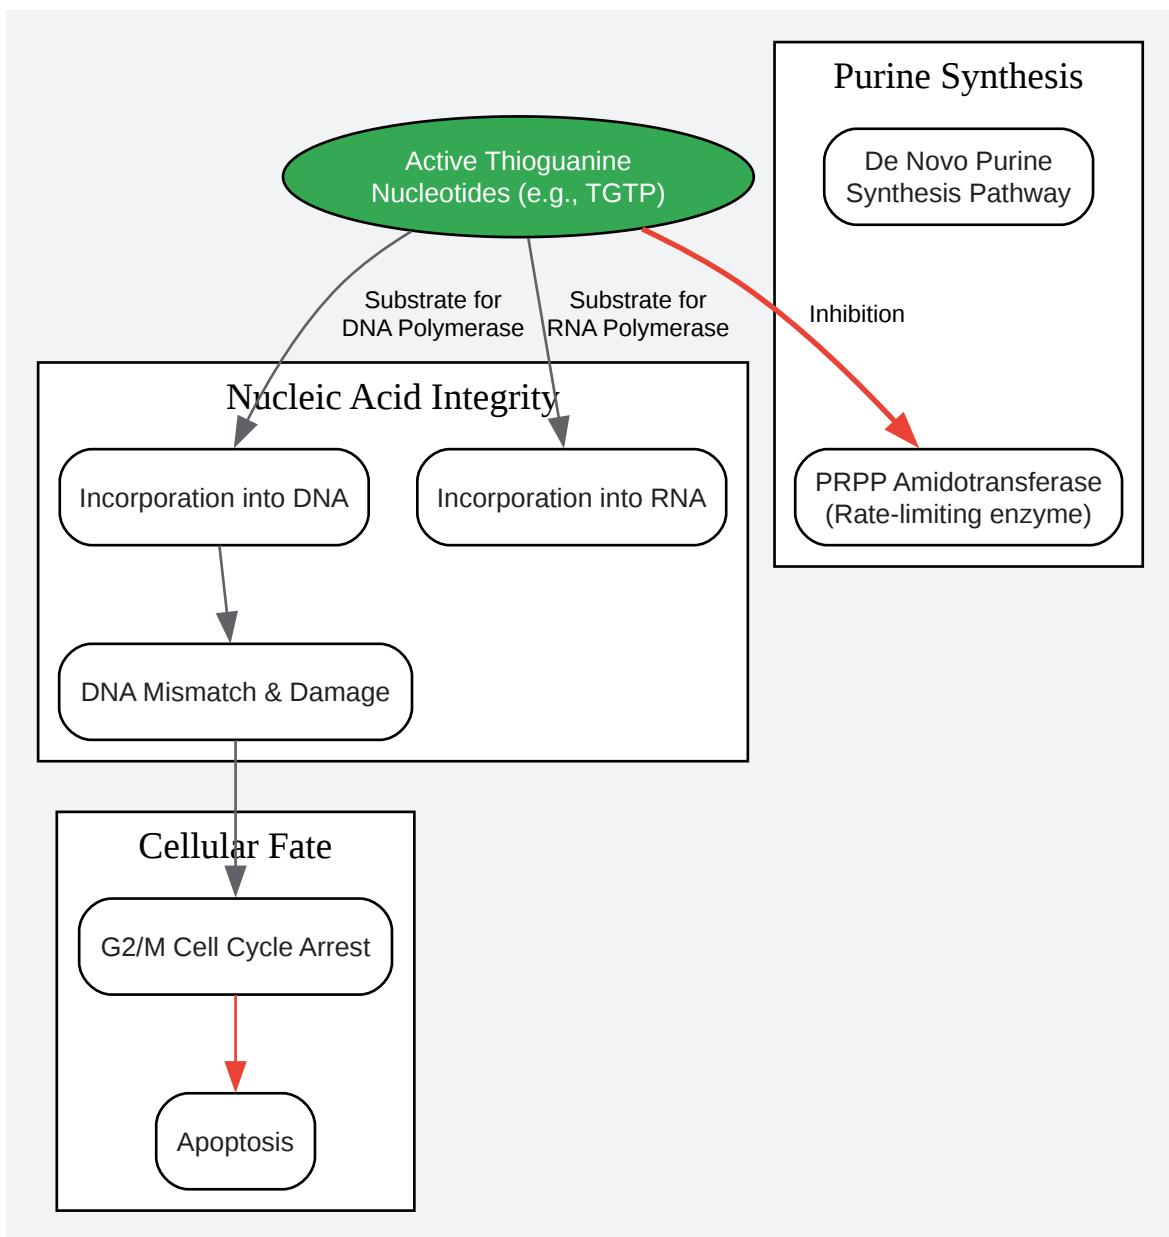 Purine Synthesis
De Novo Purine
Synthesis Pathway
Active Thioguanine
Nucleotides (e.g., TGTP)
Substrate for
DNA Polymerase
Substrate for
RNA Polymerase
Inhibition
Nucleic Acid Integrity
Incorporation into DNA
Incorporation into RNA
PRPP Amidotransferase
(Rate-limiting enzyme)
DNA Mismatch & Damage
Cellular Fate
G2/M Cell Cycle Arrest
Apoptosis